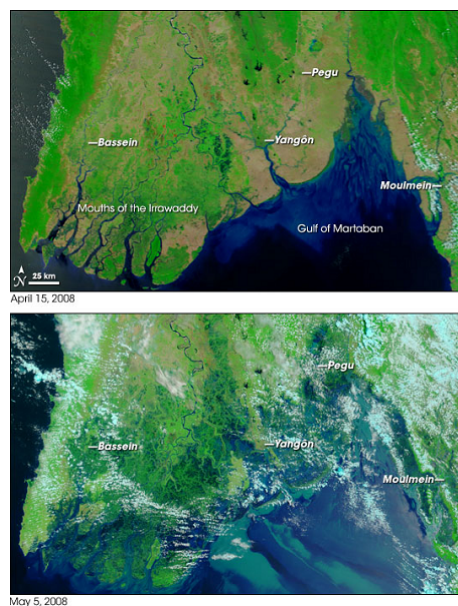 Pegu
Bassein
Yangôn
Moulmein
Mouths of the Irrawaddy
Gulf of Martaban
N
25 km
April 15, 2008
Pegu
Bassein
Yangôn
Moulmein
May 5, 2008